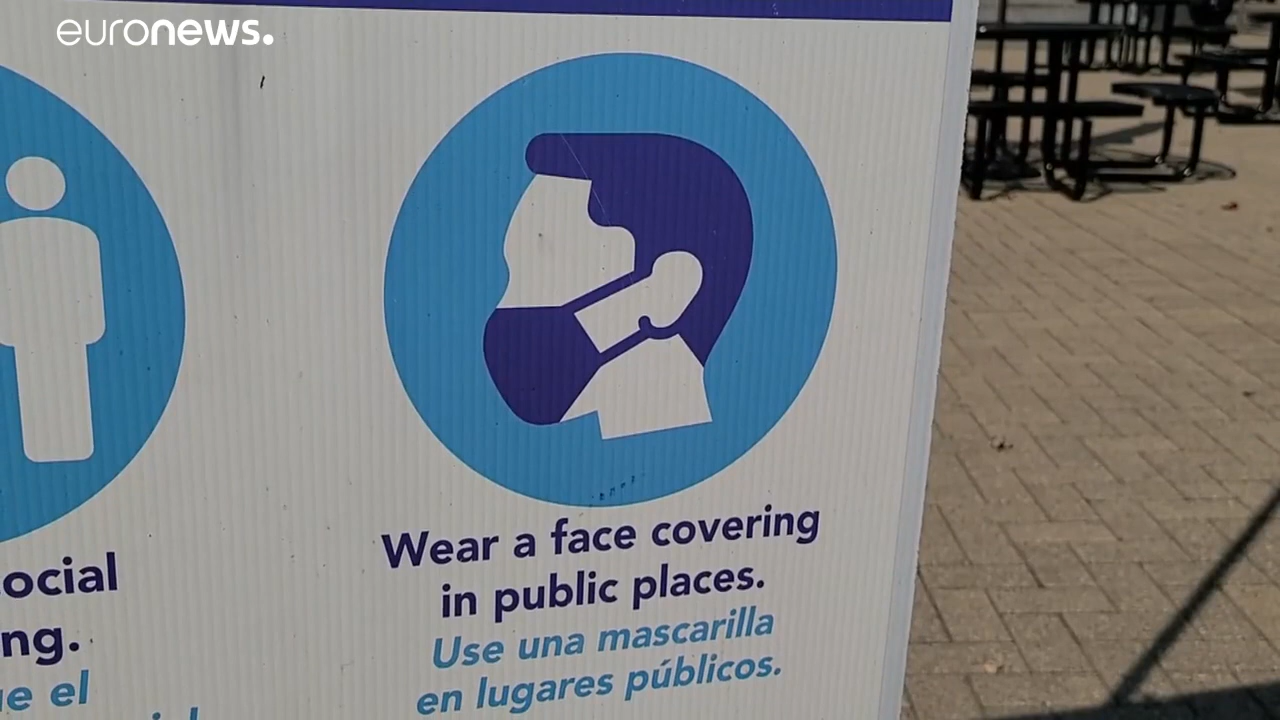 euronews.
ocial
ng.
ue el
Wear a face covering
in public places.
Use una mascarilla
en lugares públicos.